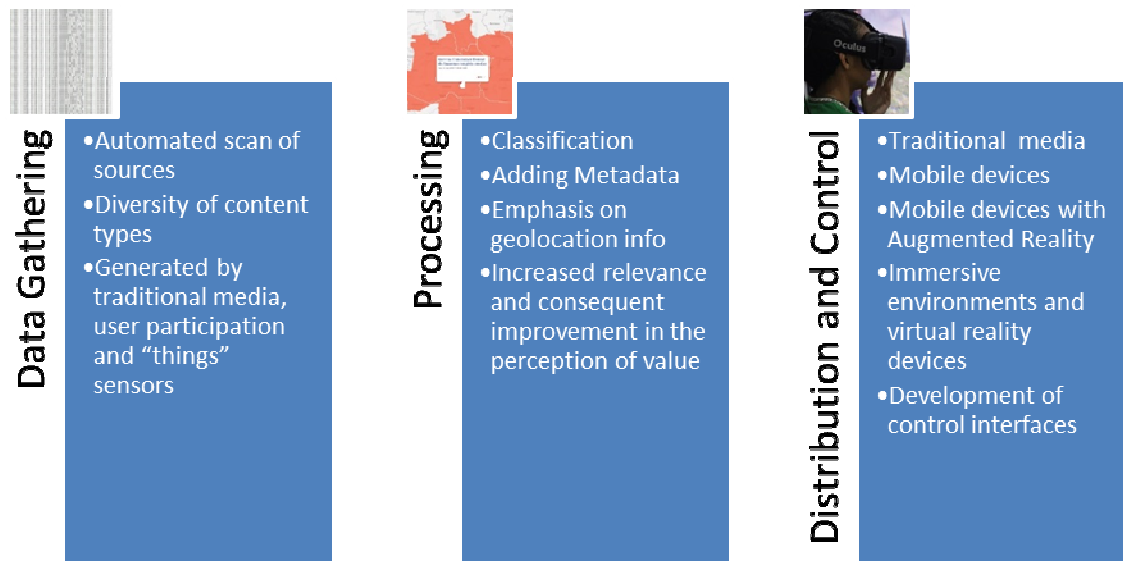 Data Gathering
•Automated scan of
sources
•Diversity of content
types
•Generated by
traditional media,
user participation
and “things”
sensors
Processing
•Classification
•Adding Metadata
•Emphasis on
geolocation info
•Increased relevance
and consequent
improvement in the
perception of value
Oculus
Distribution and Control
•Traditional media
•Mobile devices
•Mobile devices with
Augmented Reality
•Immersive
environments and
virtual reality
devices
•Development of
control interfaces